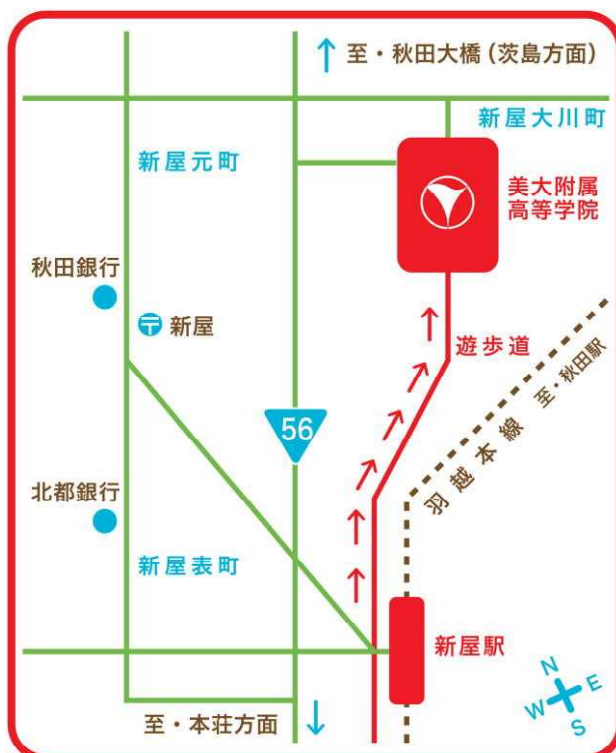 至・秋田大橋(茨島方面)
新屋大川町
新屋元町
美大附属
高等学院
秋田銀行
〒 新屋
遊歩道
至・秋田駅
羽越本線
56
北都銀行
新屋表町
新屋駅
至・本荘方面
N
E
W
S